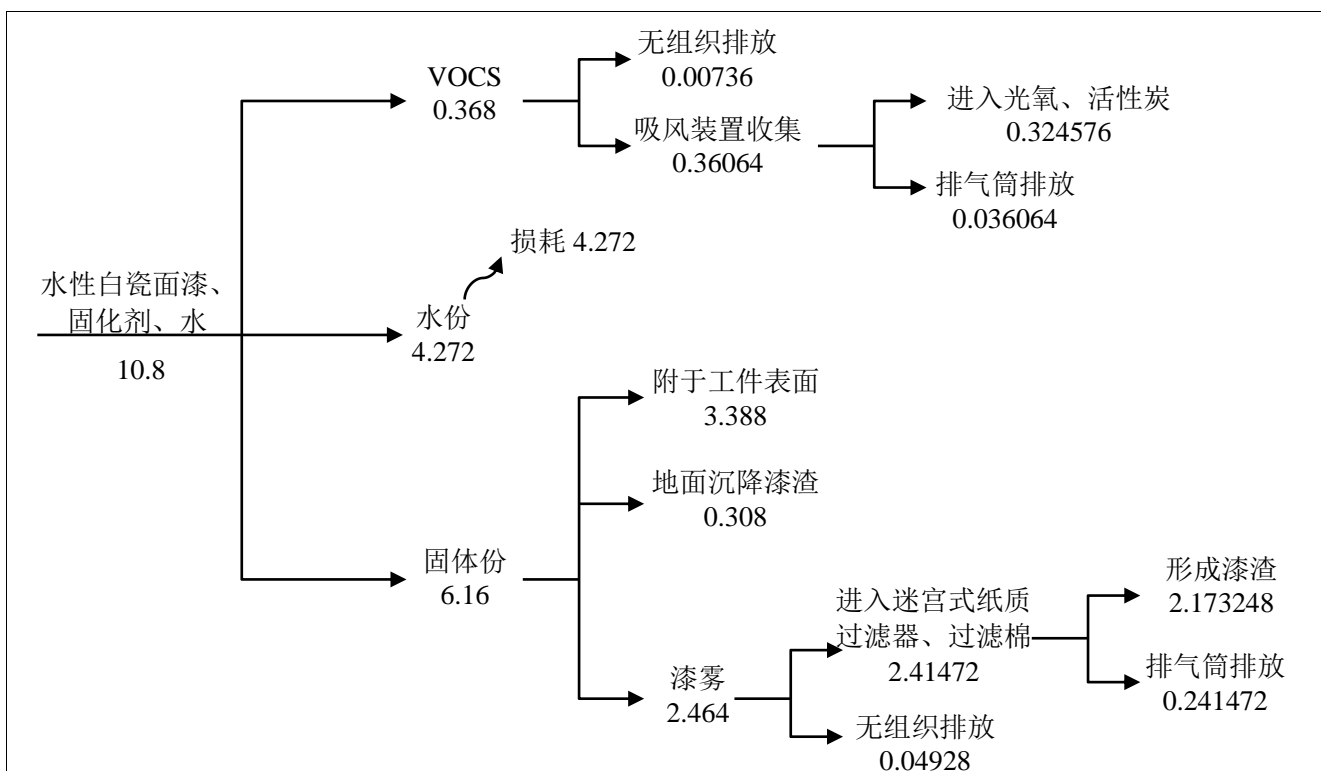 无组织排放
0.00736
VOCS
0.368
进入光氧、活性炭
0.324576
吸风装置收集
0.36064
排气筒排放
0.036064
损耗 4.272
水性白瓷面漆、
固化剂、水
10.8
水份
4.272
附于工件表面
3.388
地面沉降漆渣
0.308
固体份
6.16
形成漆渣
2.173248
进入迷宫式纸质
过滤器、过滤棉
2.41472
排气筒排放
0.241472
漆雾
2.464
无组织排放
0.04928